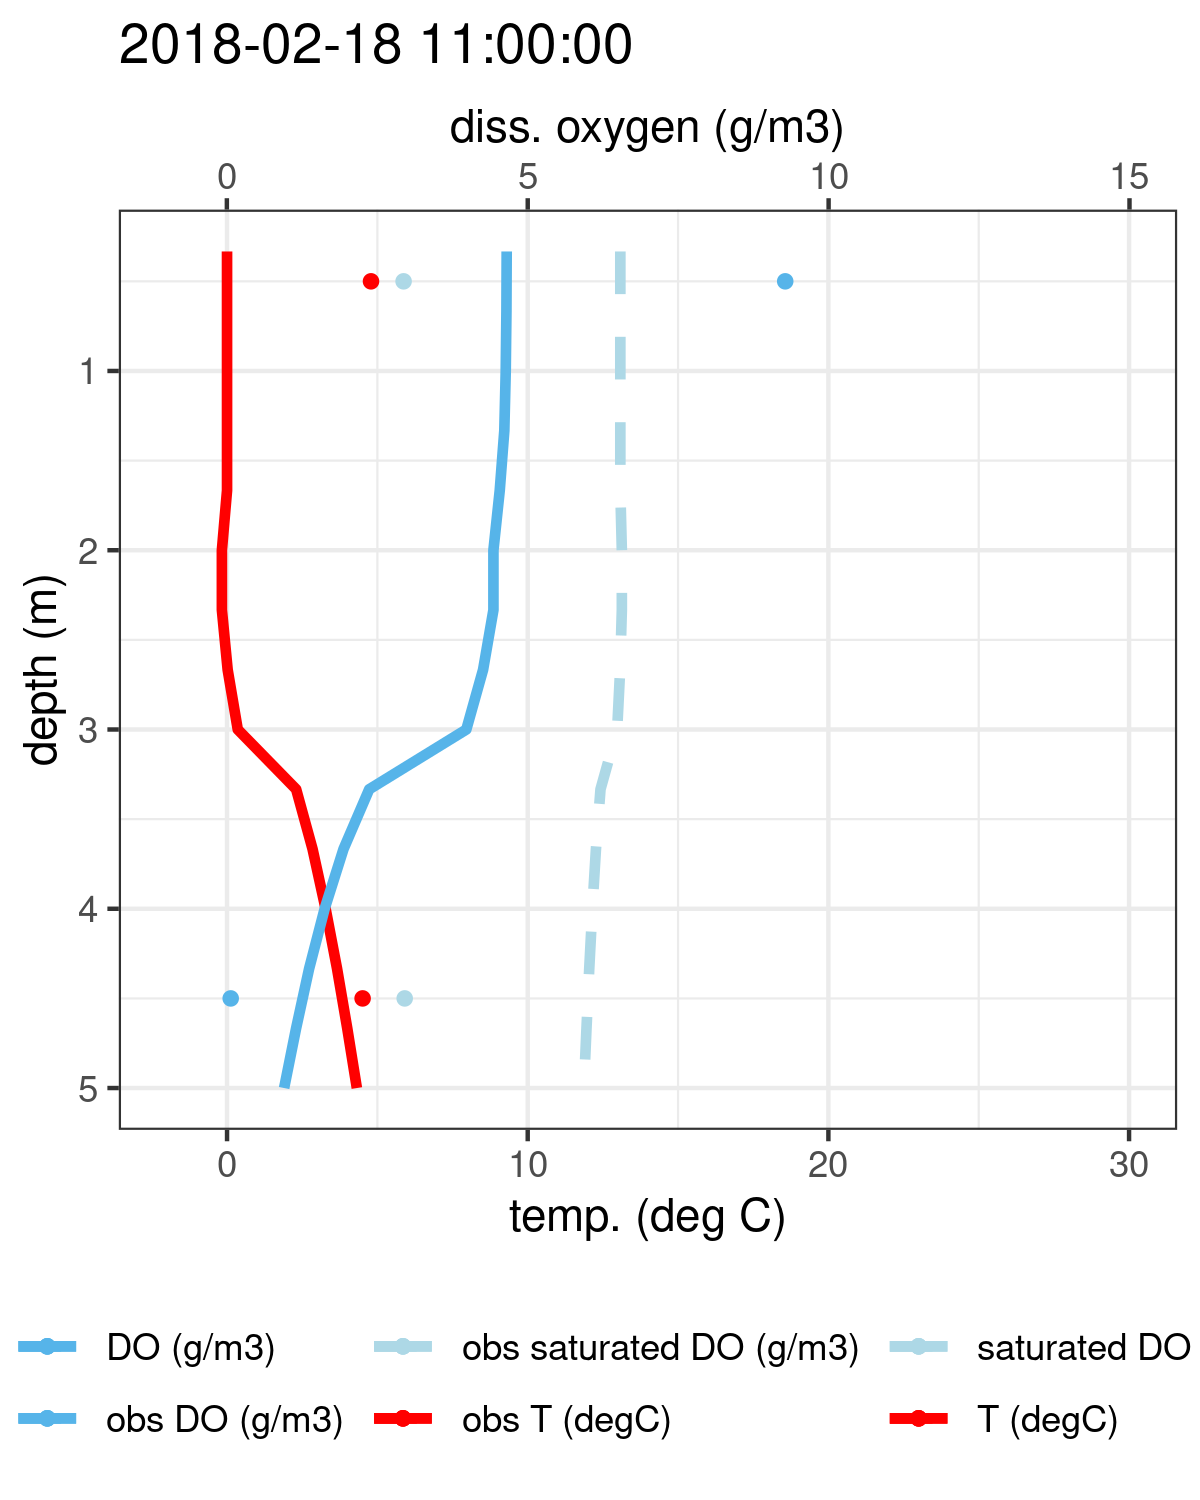 2018-02-18 11:00:00
diss. oxygen (g/m3)
0 5 10 15
depth (m)
1
2
3
4
5
0 10 20 30
temp. (deg C)
DO (g/m3) obs saturated DO (g/m3) saturated DO
obs DO (g/m3) obs T (degC) T (degC)